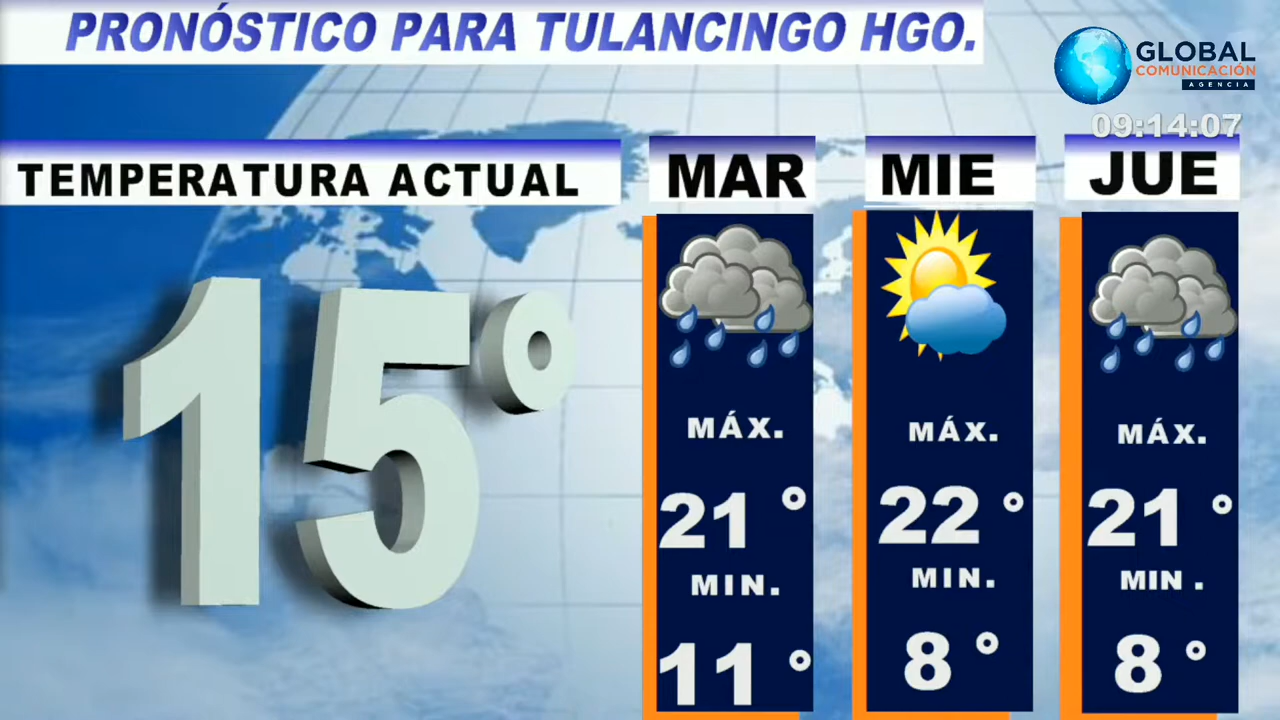 PRONÓSTICO PARA TULANCINGO HGO.
GLOBAL
COMUNICACIÓN
AGENCIA
09:14:07
TEMPERATURA ACTUAL
15°
MAR
MÁX.
21 °
MIN.
11 °
MIE
MÁX.
22 °
MIN.
8 °
JUE
MÁX.
21 °
MIN .
8 °